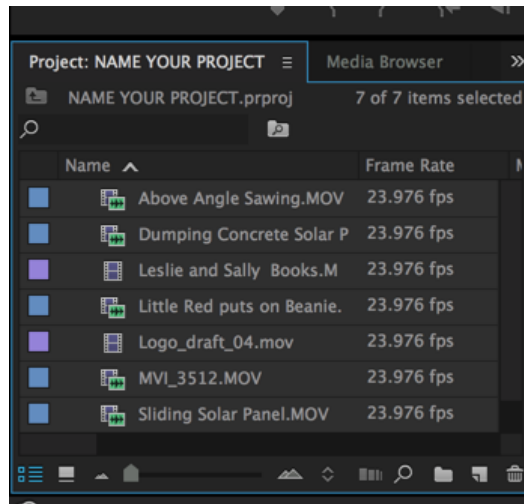 Project: NAME YOUR PROJECT Media Browser
NAME YOUR PROJECT.prproj 7 of 7 items selected
Name Frame Rate
Above Angle Sawing.MOV 23.976 fps
Dumping Concrete Solar P 23.976 fps
Leslie and Sally Books.M 23.976 fps
Little Red puts on Beanie. 23.976 fps
Logo_draft_04.mov 23.976 fps
MVI_3512.MOV 23.976 fps
Sliding Solar Panel.MOV 23.976 fps